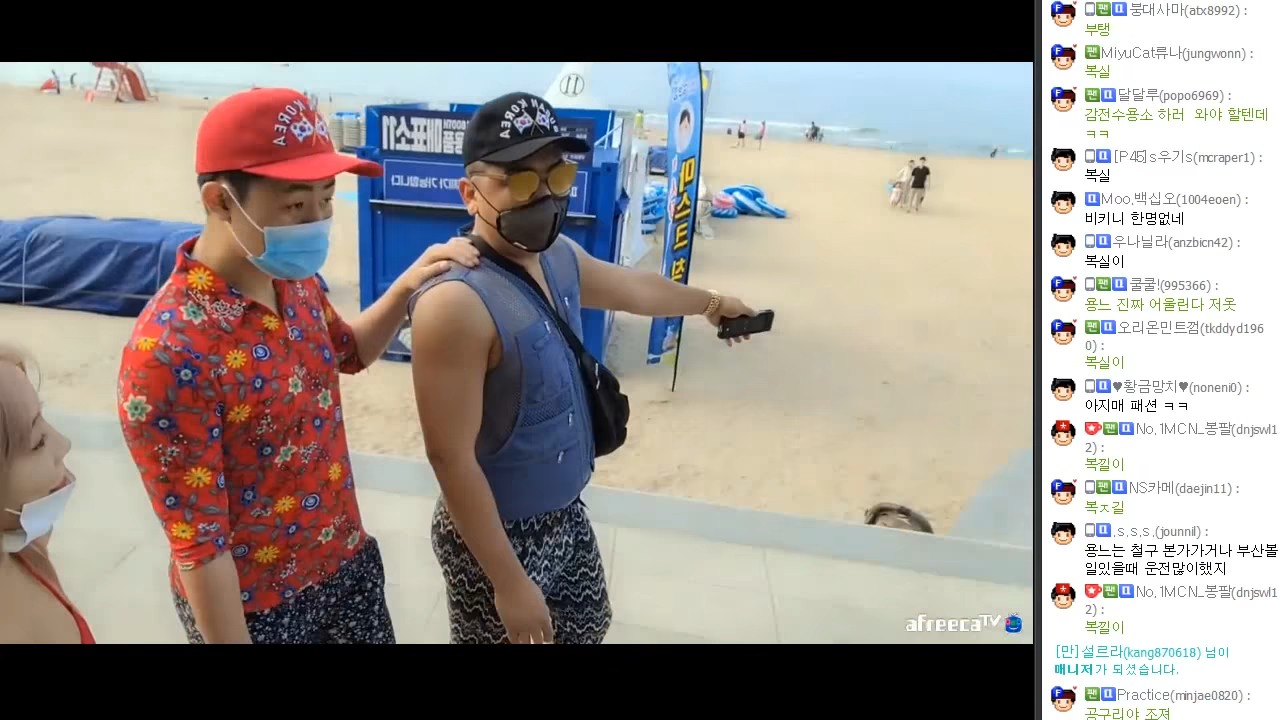 KOREA
KOREA
afreecaTV
붕대사마(atx8992) :
부탱
MiyuCat류나(jungwonn) :
복실
달달루(popo6969) :
감전수용소 하러 와야 할텐데
ㅋㅋ
[P45]s우기s(mcraper1) :
복실
Moo.백십오(1004eoen) :
비키니 한명없네
우나닐라(anzbicn42) :
복실이
쿨쿨!(995366) :
용느 진짜 어울린다 저옷
오리온민트껌(tkddyd196
0) :
복실이
♥황금망치♥(noneni0) :
아지매 패션 ㅋㅋ
No.1MCN_봉팔(dnjswl1
2) :
복낄이
NS카메(daejin11) :
복ㅈ길
,s,s,s,(jounnil) :
용느는 철구 본가가거나 부산볼
일있을때 운전많이했지
No.1MCN_봉팔(dnjswl1
2) :
복낄이
[만]설르라(kang870618) 님이
매니저가 되셨습니다.
Practice(minjae0820) :
공구리야 조져